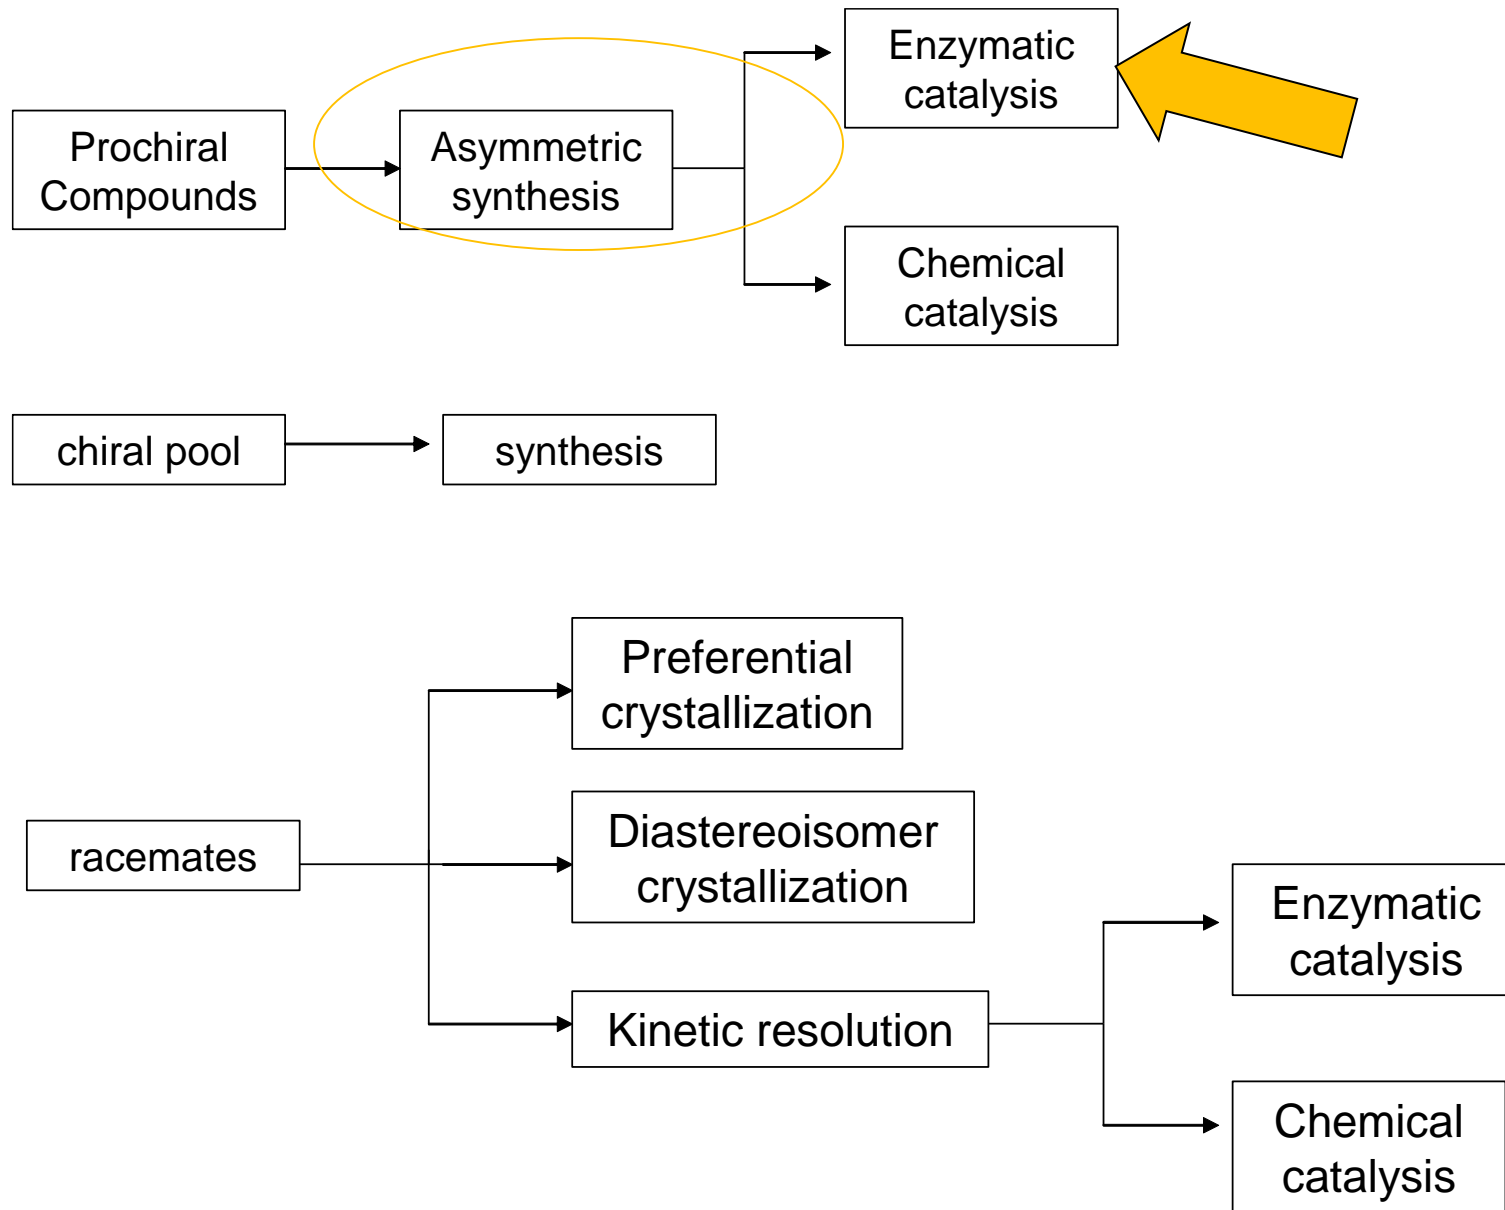 Prochiral
Compounds
Asymmetric
synthesis
Enzymatic
catalysis
Chemical
catalysis
chiral pool
synthesis
racemates
Preferential
crystallization
Diastereoisomer
crystallization
Kinetic resolution
Enzymatic
catalysis
Chemical
catalysis